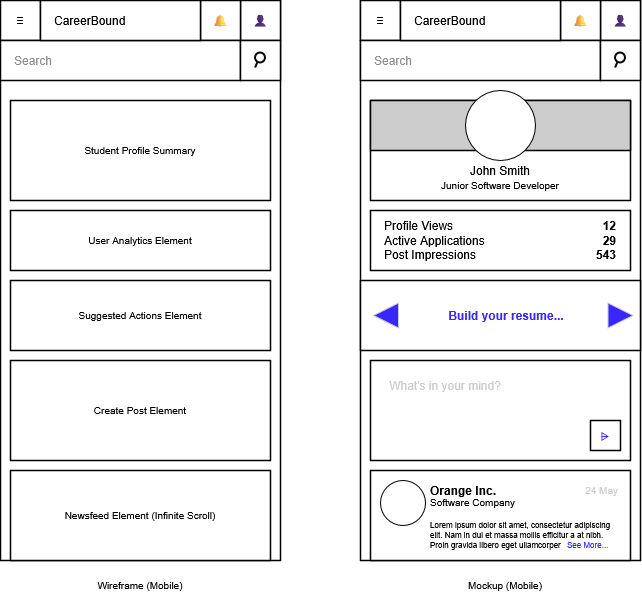 CareerBound
Search
Student Profile Summary
User Analytics Element
Suggested Actions Element
Create Post Element
Newsfeed Element (Infinite Scroll)
Wireframe (Mobile)
CareerBound
Search
John Smith
Junior Software Developer
Profile Views 12
Active Applications 29
Post Impressions 543
Build your resume...
What's in your mind?
Orange Inc. 24 May
Software Company
Lorem ipsum dolor sit amet, consectetur adipiscing
elit. Nam in dui et massa mollis efficitur a at nibh.
Proin gravida libero eget ullamcorper See More...
Mockup (Mobile)